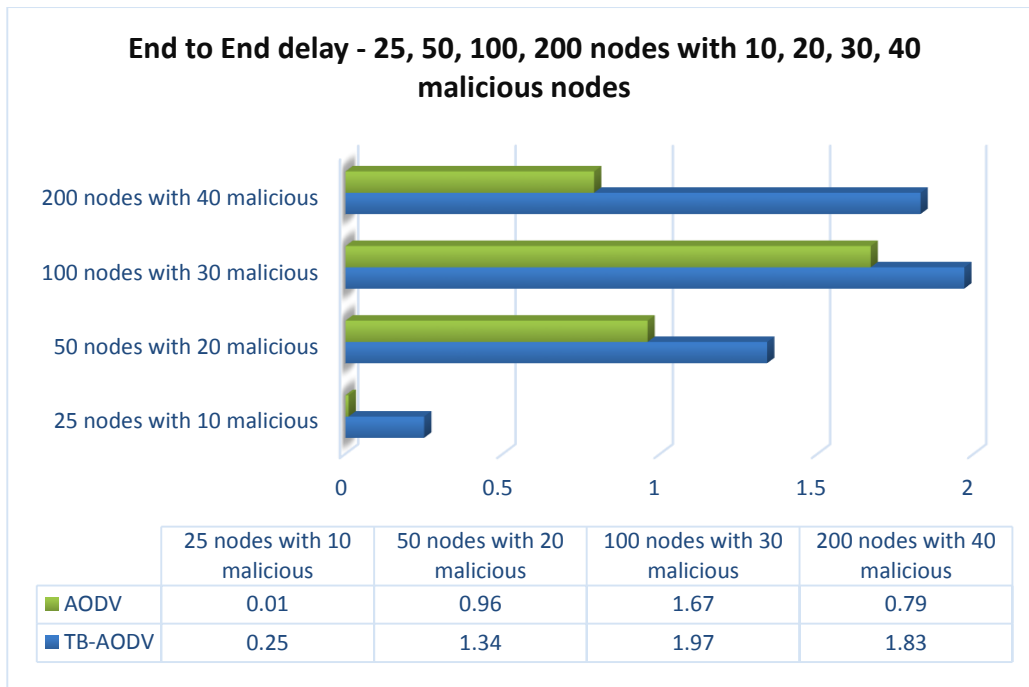 End to End delay - 25, 50, 100, 200 nodes with 10, 20, 30, 40
malicious nodes
200 nodes with 40 malicious
100 nodes with 30 malicious
50 nodes with 20 malicious
25 nodes with 10 malicious
0 0.5 1 1.5 2
25 nodes with 10 malicious 50 nodes with 20 malicious 100 nodes with 30 malicious 200 nodes with 40 malicious
AODV 0.01 0.96 1.67 0.79
TB-AODV 0.25 1.34 1.97 1.83